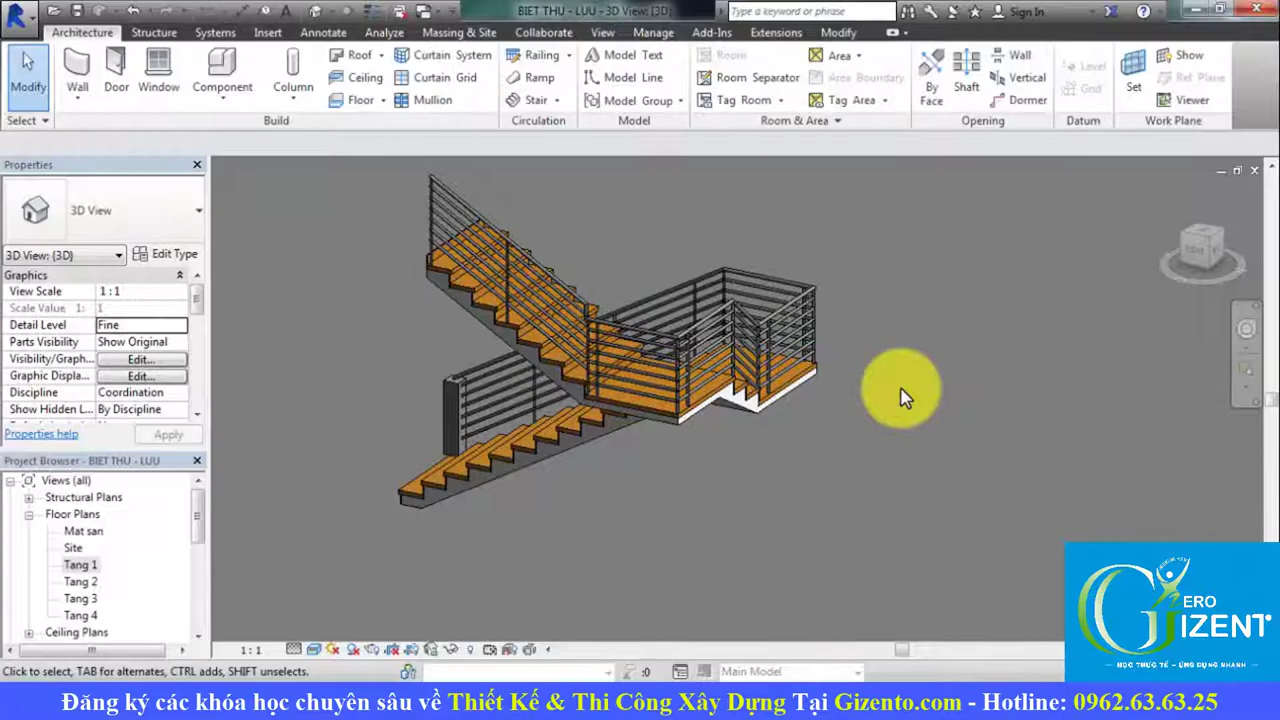 BIET THU - LUU - 3D View: {3D}
Type a keyword or phrase
Sign In
Architecture Structure Systems Insert Annotate Analyze Massing & Site Collaborate View Manage Add-Ins Extensions Modify
Modify
Wall
Door
Window
Component
Column
Roof
Ceiling
Floor
Curtain System
Curtain Grid
Mullion
Railing
Ramp
Stair
Model Text
Model Line
Model Group
Room
Room Separator
Tag Room
Area
Area Boundary
Tag Area
By
Face
Shaft
Wall
Vertical
Dormer
Level
Grid
Set
Show
Ref Plane
Viewer
Select
Build
Circulation
Model
Room & Area
Opening
Datum
Work Plane
Properties
3D View
3D View: {3D}
Edit Type
Graphics
View Scale 1 : 1
Scale Value 1: 1
Detail Level Fine
Parts Visibility Show Original
Visibility/Graph... Edit...
Graphic Displa... Edit...
Discipline Coordination
Show Hidden L... By Discipline
Properties help
Apply
Project Browser - BIET THU - LUU
Views (all)
Structural Plans
Floor Plans
Mat san
Site
Tang 1
Tang 2
Tang 3
Tang 4
Ceiling Plans
1 : 1
Click to select, TAB for alternates, CTRL adds, SHIFT unselects.
:0
Main Model
ERO
GIZENT
HỌC THỰC TẾ - ỨNG DỤNG NHANH
Đăng ký các khóa học chuyên sâu về Thiết Kế & Thi Công Xây Dựng Tại Gizento.com - Hotline: 0962.63.63.25